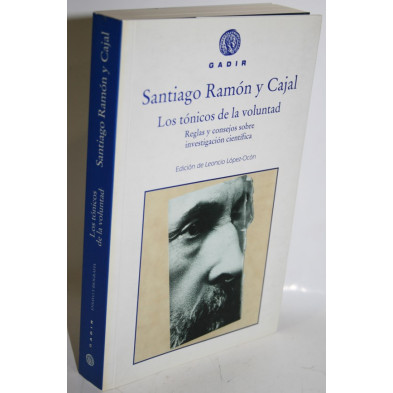 GADIR
Santiago Ramón y Cajal
Los tónicos de la voluntad
Reglas y consejos sobre
investigación científica
Edición de Leoncio López-Ocón
Santiago Ramón y Cajal
Los tónicos
de la voluntad
GADIR